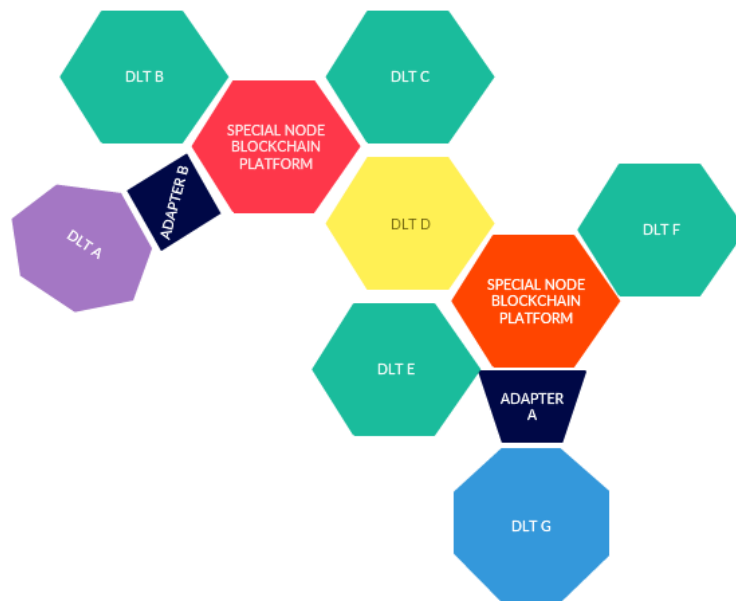 DLT B
DLT C
SPECIAL NODE
BLOCKCHAIN
PLATFORM
ADAPTER B
DLT A
DLT D
DLT F
SPECIAL NODE
BLOCKCHAIN
PLATFORM
DLT E
ADAPTER
A
DLT G